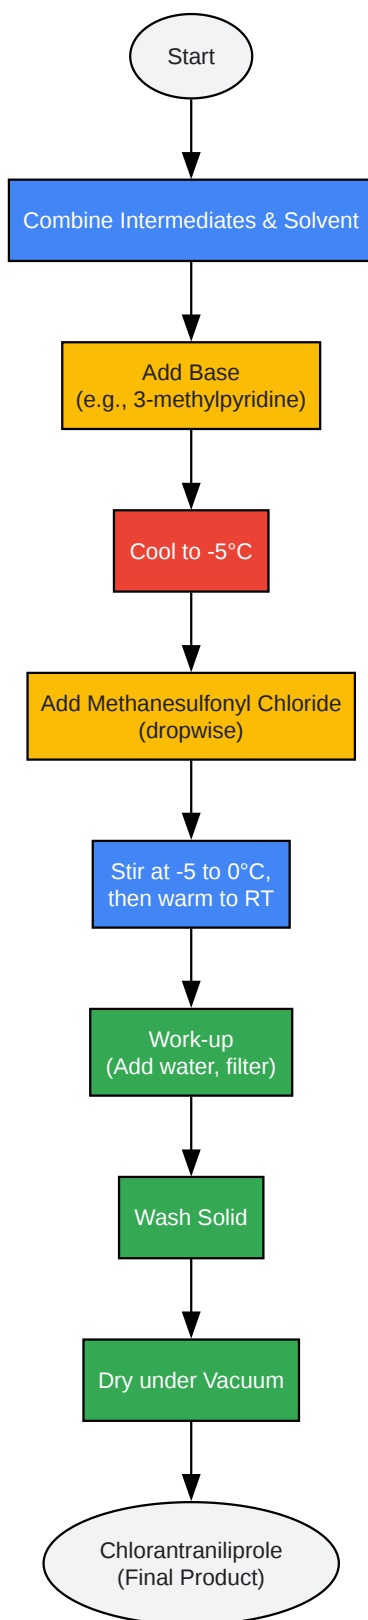 Start
Combine Intermediates & Solvent
Add Base
(e.g., 3-methylpyridine)
Cool to -5°C
Add Methanesulfonyl Chloride
(dropwise)
Stir at -5 to 0°C,
then warm to RT
Work-up
(Add water, filter)
Wash Solid
Dry under Vacuum
Chlorantraniliprole
(Final Product)